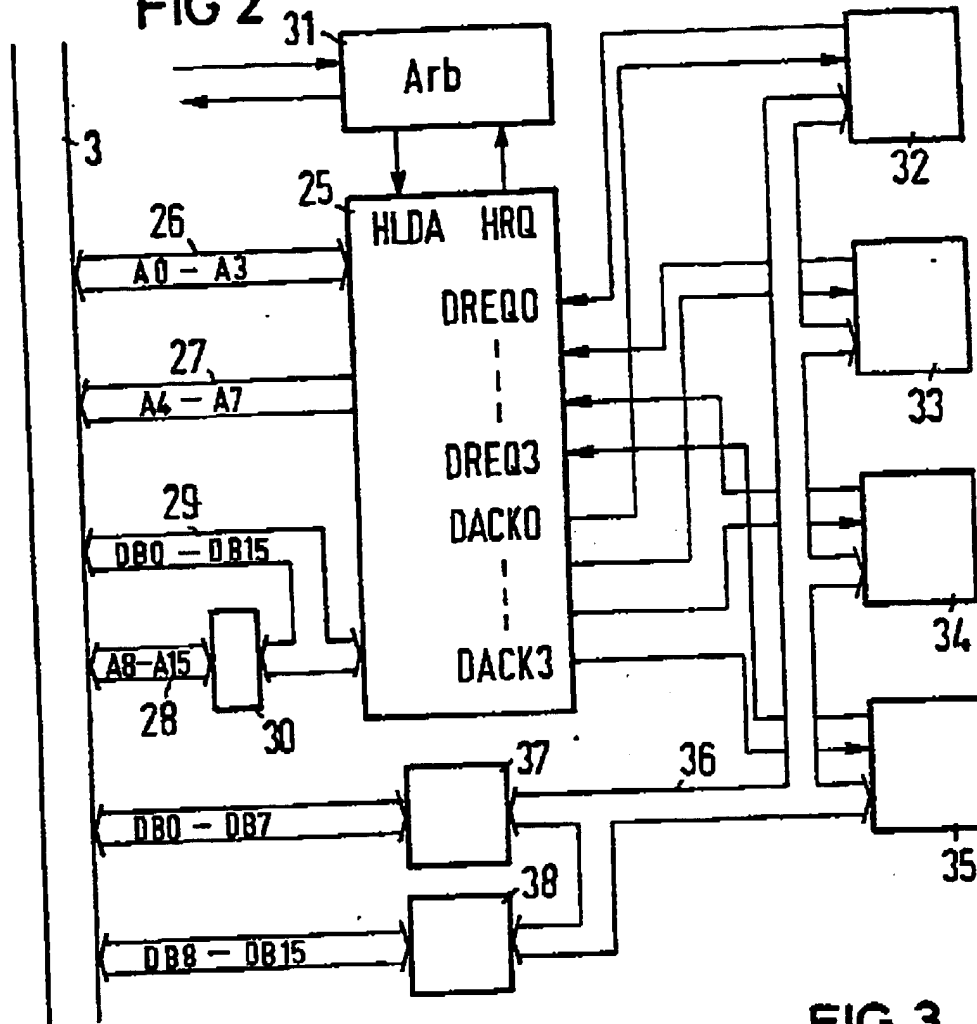 FIG 2
31
Arb
32
3
25
HLDA HRQ
26
A0 - A3
DREQ0
27
A4 - A7
33
DREQ3
29
DB0 - DB15
DACK0
A8-A15
28
30
DACK3
34
37
36
DB0 - DB7
35
38
DB8 - DB15
FIG 3